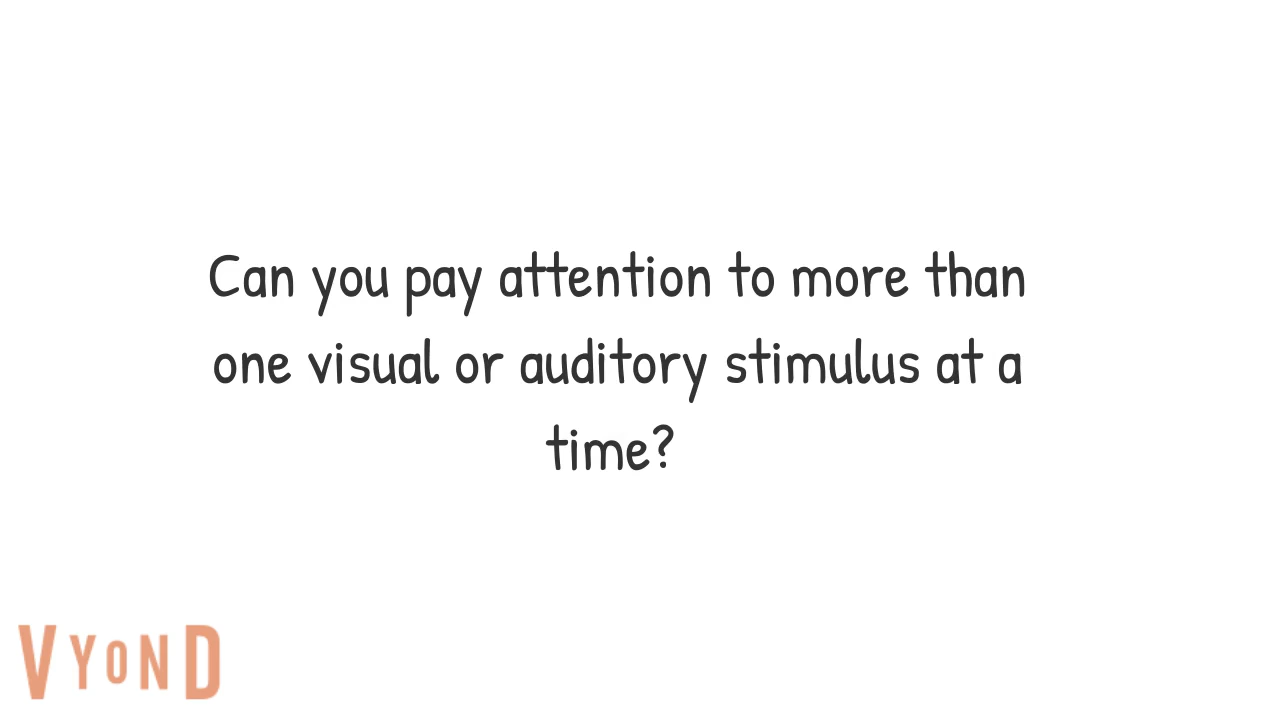 Can you pay attention to more than
one visual or auditory stimulus at a
time?
VYOND